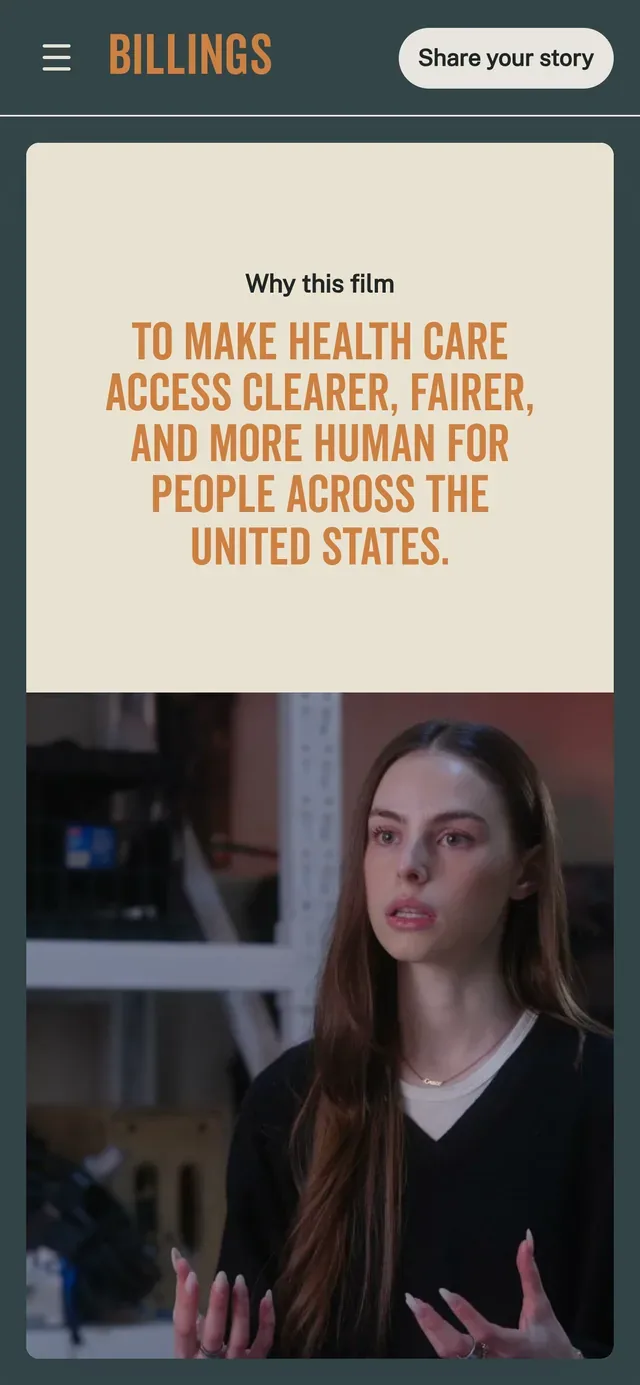 BILLINGS
Share your story
Why this film
TO MAKE HEALTH CARE
ACCESS CLEARER, FAIRER,
AND MORE HUMAN FOR
PEOPLE ACROSS THE
UNITED STATES.